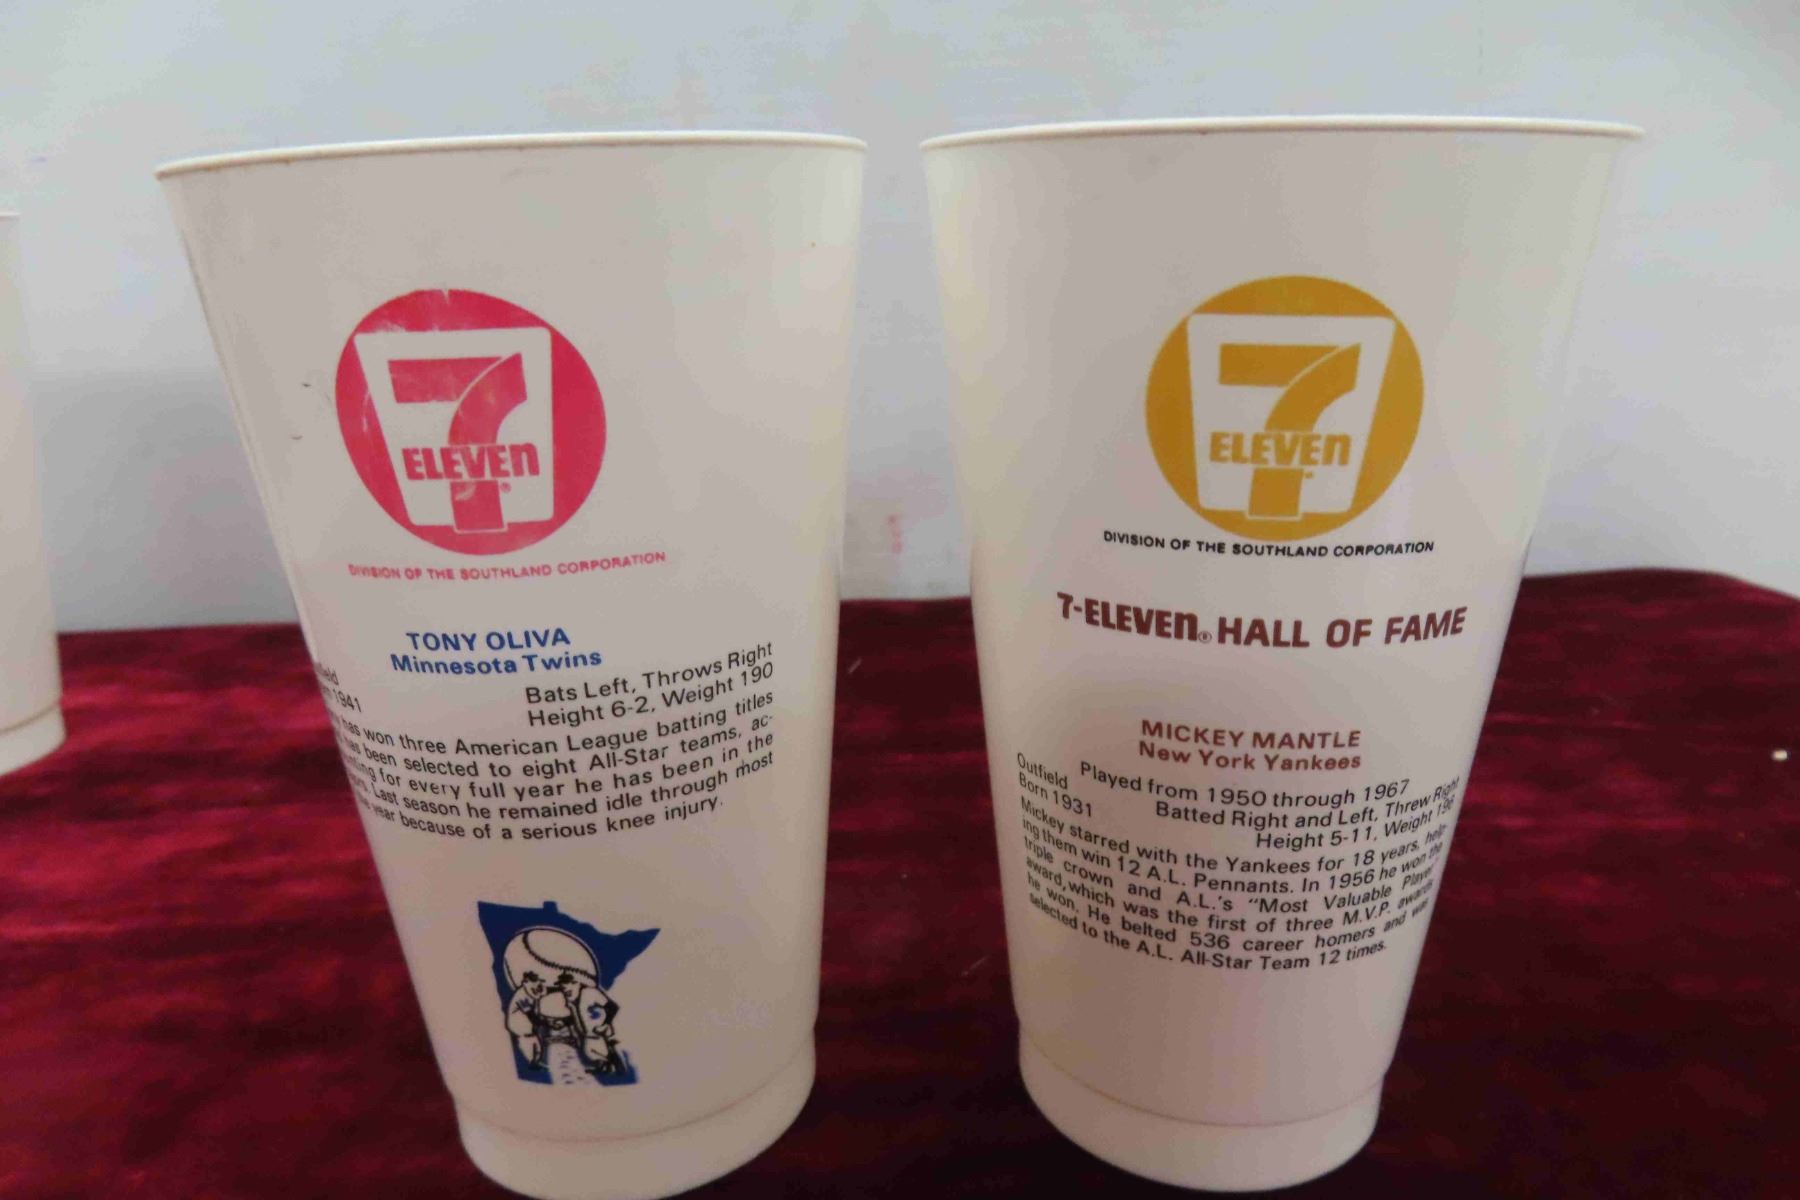 7
ELEVEn®
DIVISION OF THE SOUTHLAND CORPORATION
TONY OLIVA
Minnesota Twins
Bats Left, Throws Right
1941
Height 6-2, Weight 190
has won three American League batting titles
has been selected to eight All-Star teams, ac-
for every full year he has been in the
Last season he remained idle through most
year because of a serious knee injury.
7
ELEVEn
DIVISION OF THE SOUTHLAND CORPORATION
7-ELEVEn® HALL OF FAME
MICKEY MANTLE
New York Yankees
Outfield
Played from 1950 through 1967
Born 1931
Batted Right and Left, Threw Right
Height 5-11, Weight
Mickey starred with the Yankees for 18 years, help-
ing them win 12 A.L. Pennants. In 1956 he won the
triple crown and A.L.'s "Most Valuable Player"
award, which was the first of three M.V.P. awards
he won. He belted 536 career homers and was
selected to the A.L. All-Star Team 12 times.